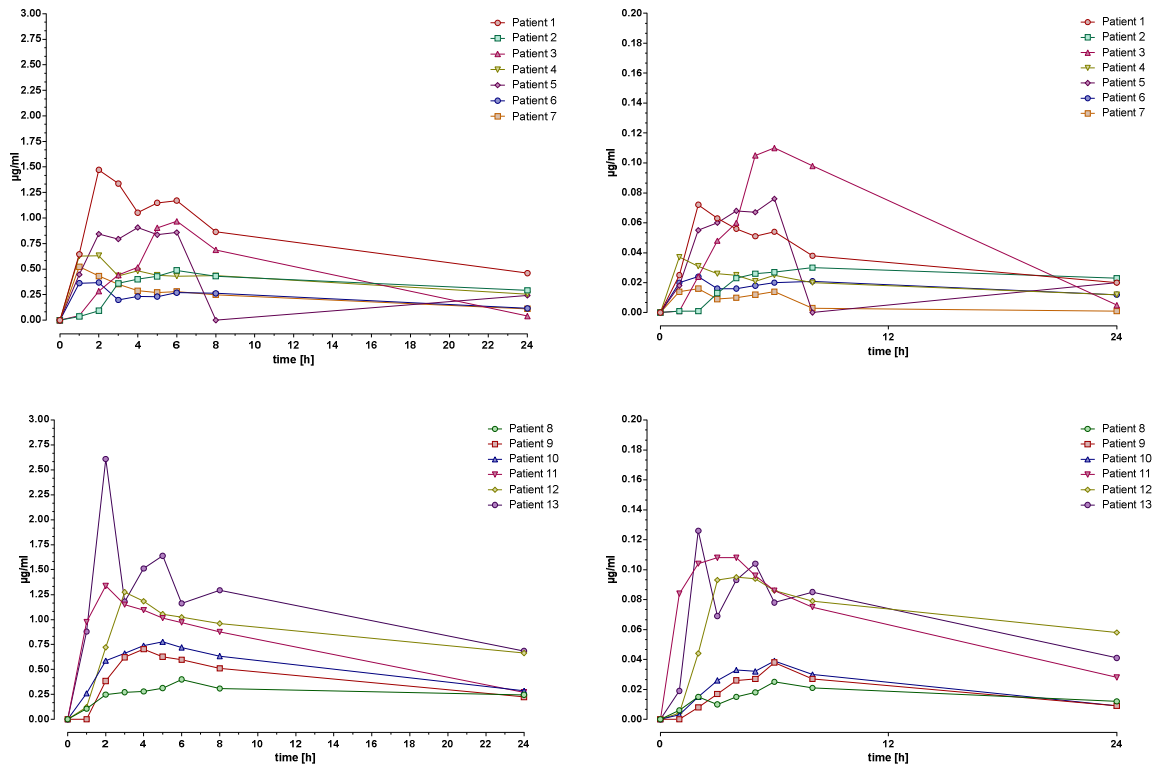 3.00
2.75
2.50
2.25
2.00
1.75
1.50
1.25
1.00
0.75
0.50
0.25
0.00
µg/ml
0 2 4 6 8 10 12 14 16 18 20 22 24
time [h]
Patient 1
Patient 2
Patient 3
Patient 4
Patient 5
Patient 6
Patient 7
0.20
0.18
0.16
0.14
0.12
0.10
0.08
0.06
0.04
0.02
0.00
µg/ml
0 12 24
time [h]
Patient 1
Patient 2
Patient 3
Patient 4
Patient 5
Patient 6
Patient 7
3.00
2.75
2.50
2.25
2.00
1.75
1.50
1.25
1.00
0.75
0.50
0.25
0.00
µg/ml
0 2 4 6 8 10 12 14 16 18 20 22 24
time [h]
Patient 8
Patient 9
Patient 10
Patient 11
Patient 12
Patient 13
0.20
0.18
0.16
0.14
0.12
0.10
0.08
0.06
0.04
0.02
0.00
µg/ml
0 12 24
time [h]
Patient 8
Patient 9
Patient 10
Patient 11
Patient 12
Patient 13